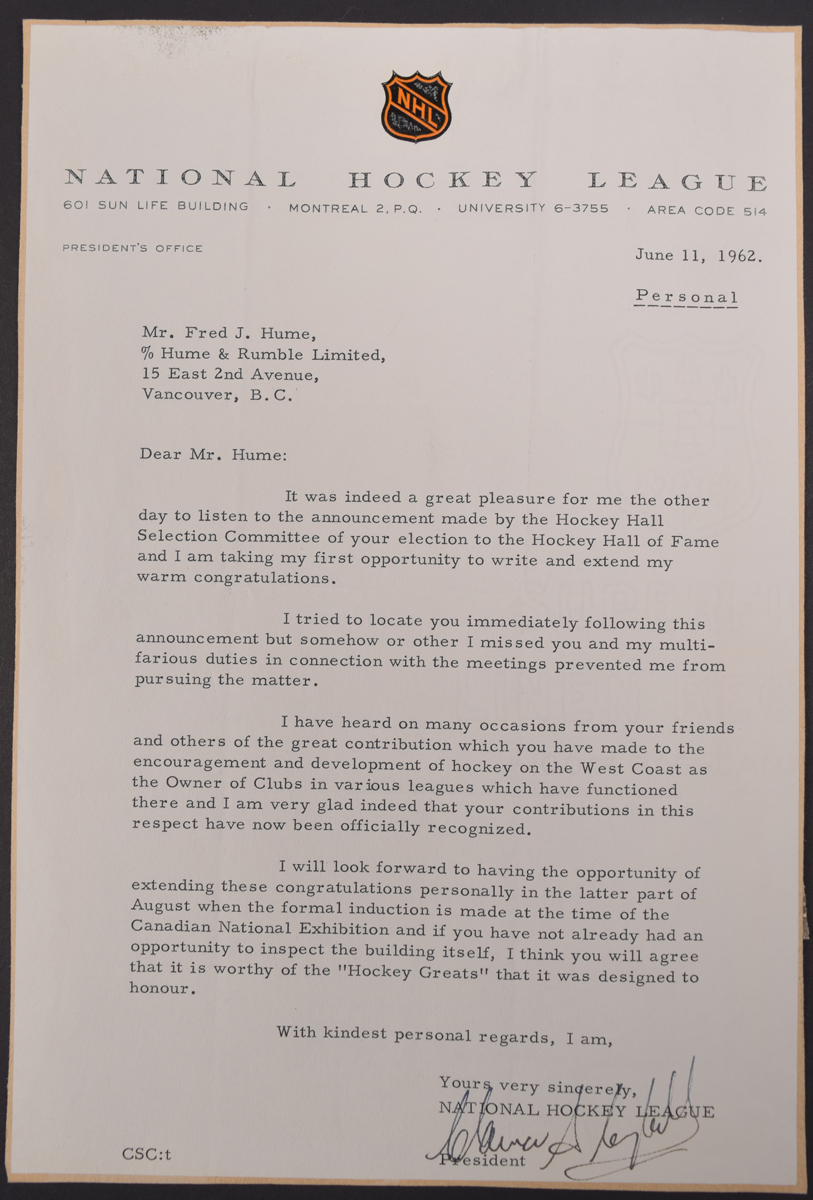 NHL
NATIONAL HOCKEY LEAGUE
601 SUN LIFE BUILDING · MONTREAL 2, P.Q. · UNIVERSITY 6-3755 · AREA CODE 514
PRESIDENT'S OFFICE
June 11, 1962.
Personal
Mr. Fred J. Hume,
% Hume & Rumble Limited,
15 East 2nd Avenue,
Vancouver, B.C.
Dear Mr. Hume:
It was indeed a great pleasure for me the other
day to listen to the announcement made by the Hockey Hall
Selection Committee of your election to the Hockey Hall of Fame
and I am taking my first opportunity to write and extend my
warm congratulations.
I tried to locate you immediately following this
announcement but somehow or other I missed you and my multi-
farious duties in connection with the meetings prevented me from
pursuing the matter.
I have heard on many occasions from your friends
and others of the great contribution which you have made to the
encouragement and development of hockey on the West Coast as
the Owner of Clubs in various leagues which have functioned
there and I am very glad indeed that your contributions in this
respect have now been officially recognized.
I will look forward to having the opportunity of
extending these congratulations personally in the latter part of
August when the formal induction is made at the time of the
Canadian National Exhibition and if you have not already had an
opportunity to inspect the building itself, I think you will agree
that it is worthy of the "Hockey Greats" that it was designed to
honour.
With kindest personal regards, I am,
Yours very sincerely,
NATIONAL HOCKEY LEAGUE
President
CSC:t